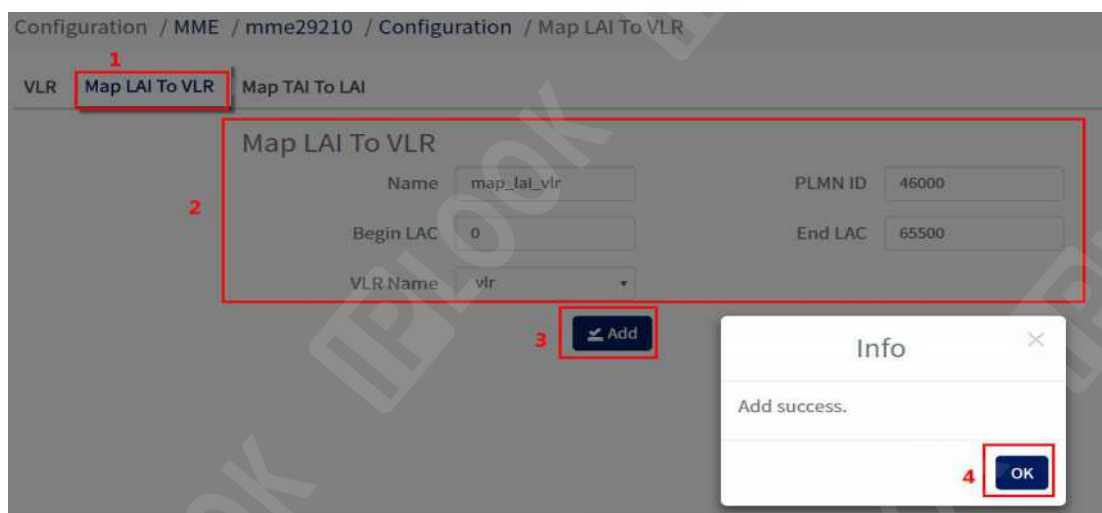 Configuration / MME / mme29210 / Configuration / Map LAI To VLR
1
VLR Map LAI To VLR Map TAI To LAI
Map LAI To VLR
2
Name map_lai_vlr PLMN ID 46000
Begin LAC 0 End LAC 65500
VLR Name vlr
3 Add
Info ×
Add success.
4 OK
IPLOOK
IPLOOK